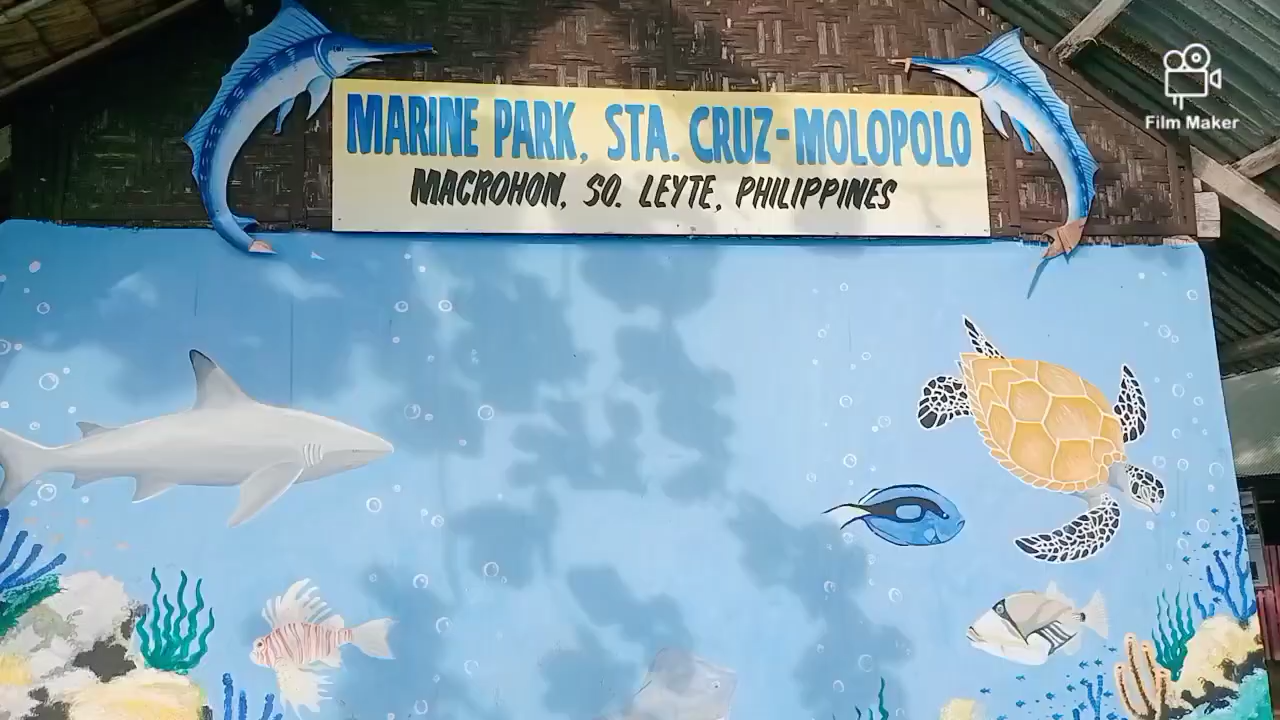 MARINE PARK, STA. CRUZ-MOLOPOLO
MACROHON, SO. LEYTE, PHILIPPINES
Film Maker